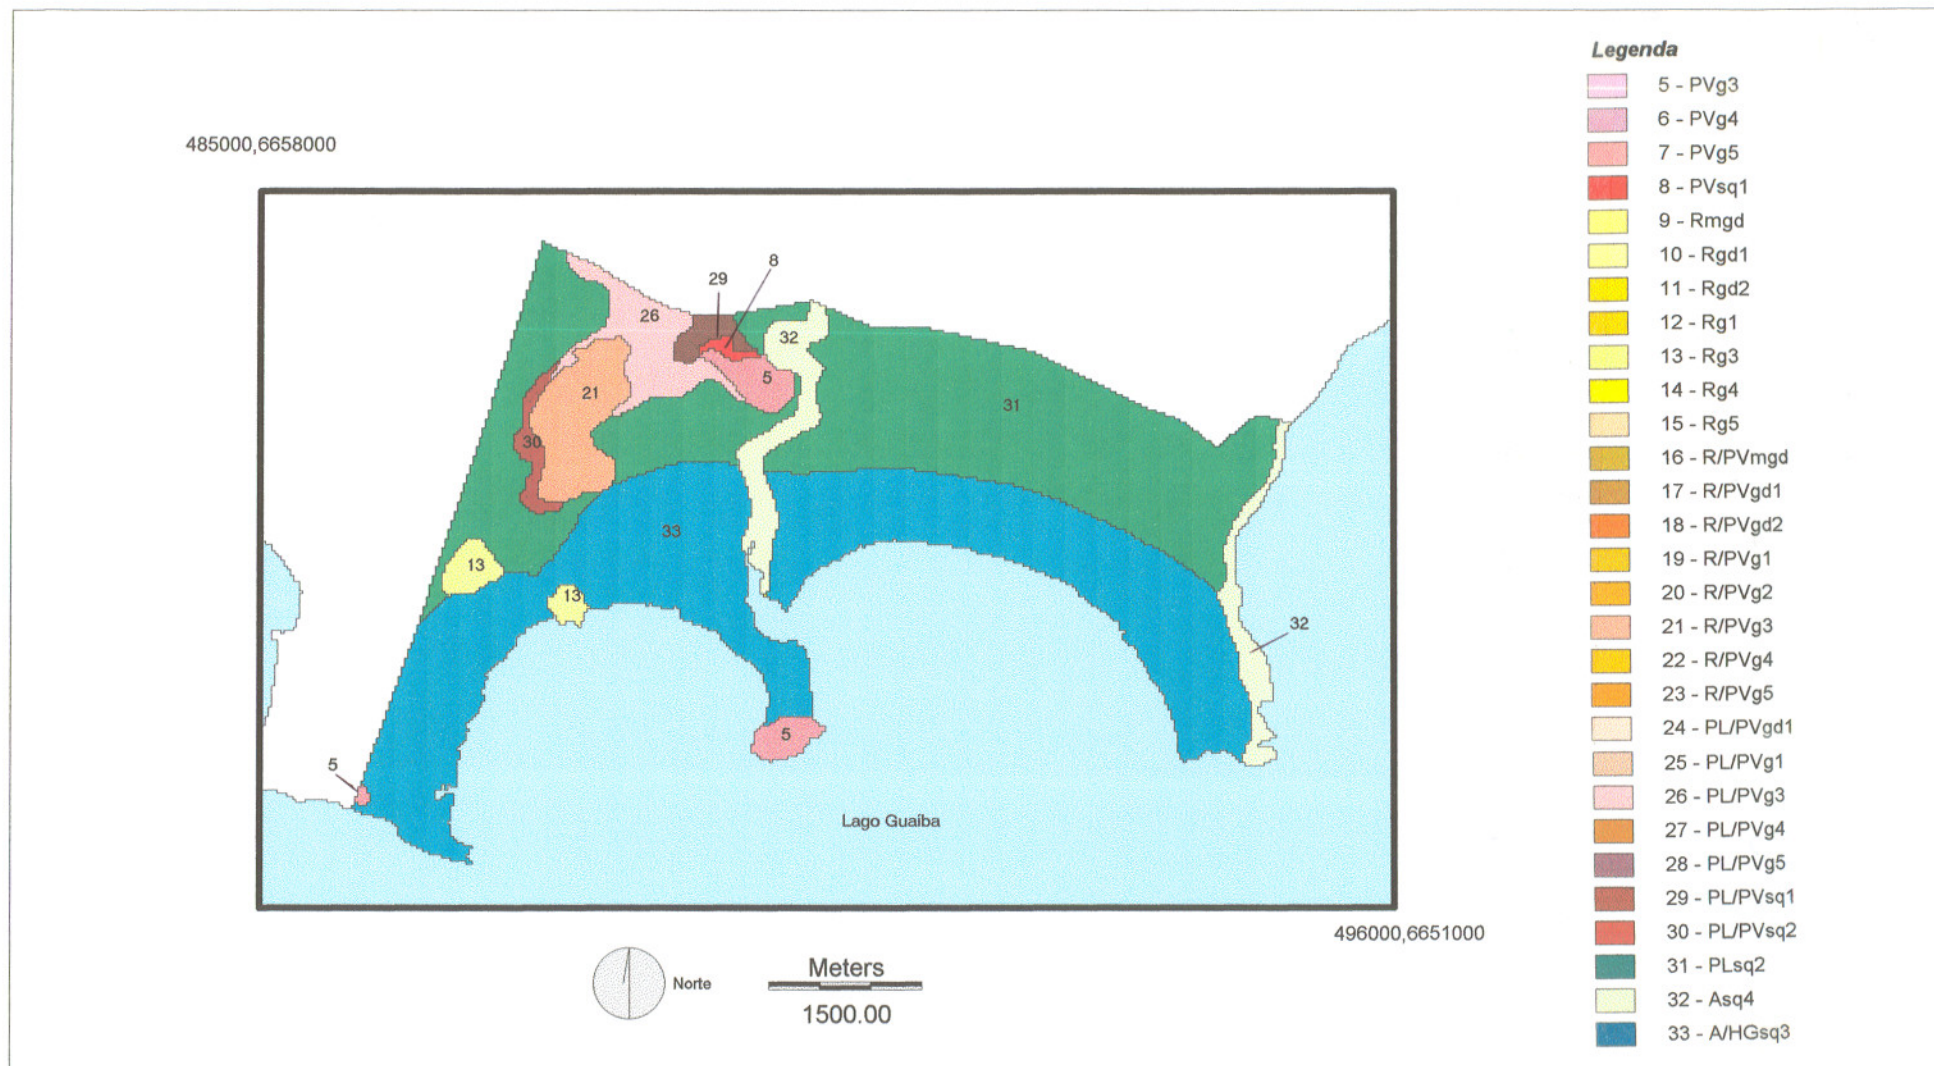 Legenda
5 - PVg3
6 - PVg4
7 - PVg5
8 - PVsq1
9 - Rmgd
10 - Rgd1
11 - Rgd2
12 - Rg1
13 - Rg3
14 - Rg4
15 - Rg5
16 - R/PVmgd
17 - R/PVgd1
18 - R/PVgd2
19 - R/PVg1
20 - R/PVg2
21 - R/PVg3
22 - R/PVg4
23 - R/PVg5
24 - PL/PVgd1
25 - PL/PVg1
26 - PL/PVg3
27 - PL/PVg4
28 - PL/PVg5
29 - PL/PVsq1
30 - PL/PVsq2
31 - PLsq2
32 - Asq4
33 - A/HGsq3
485000,6658000
8
29
26
32
5
21
31
30
33
13
13
32
5
5
Lago Guaíba
496000,6651000
Norte
Meters
1500.00